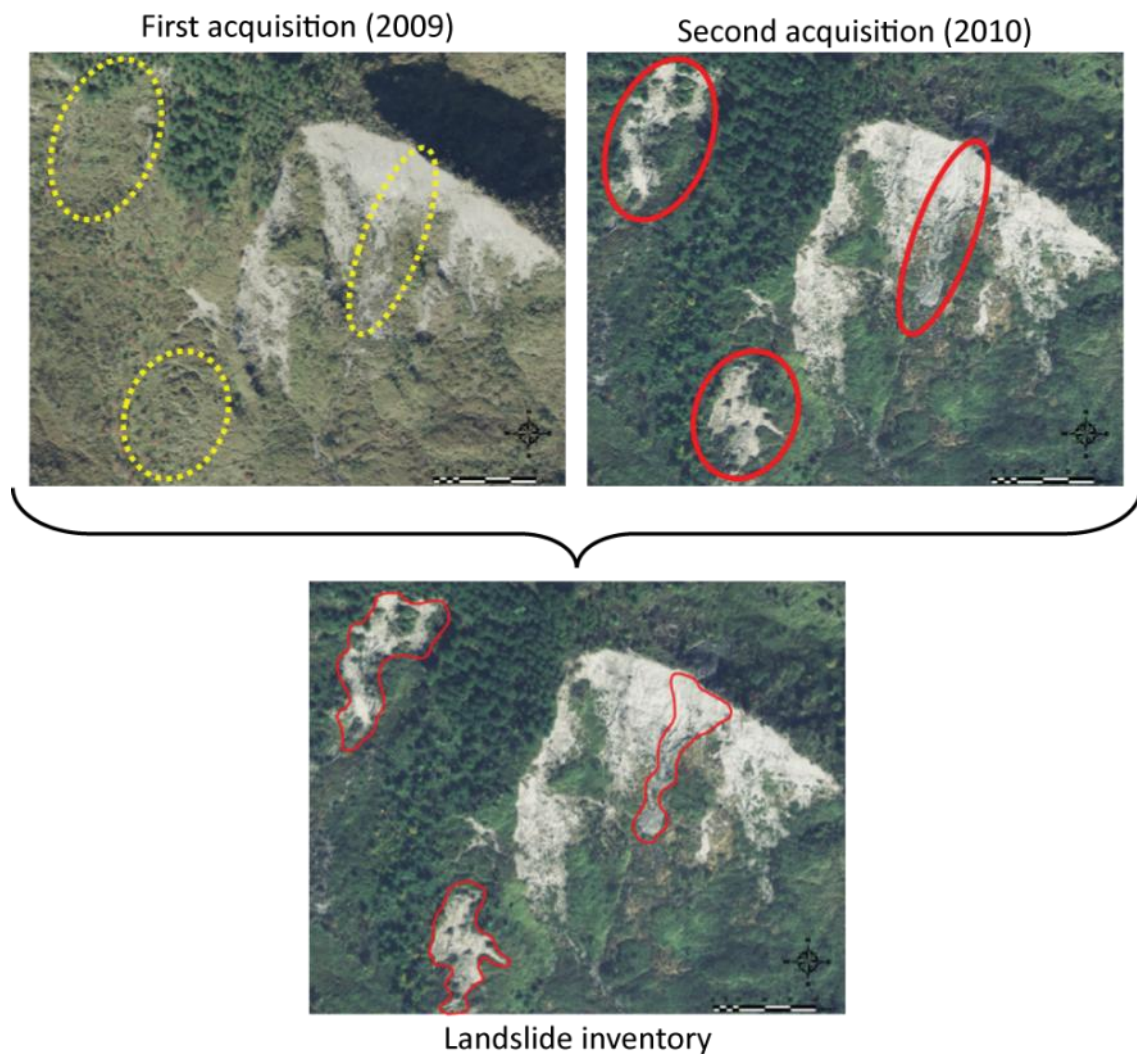 First acquisition (2009)
Second acquisition (2010)
Landslide inventory